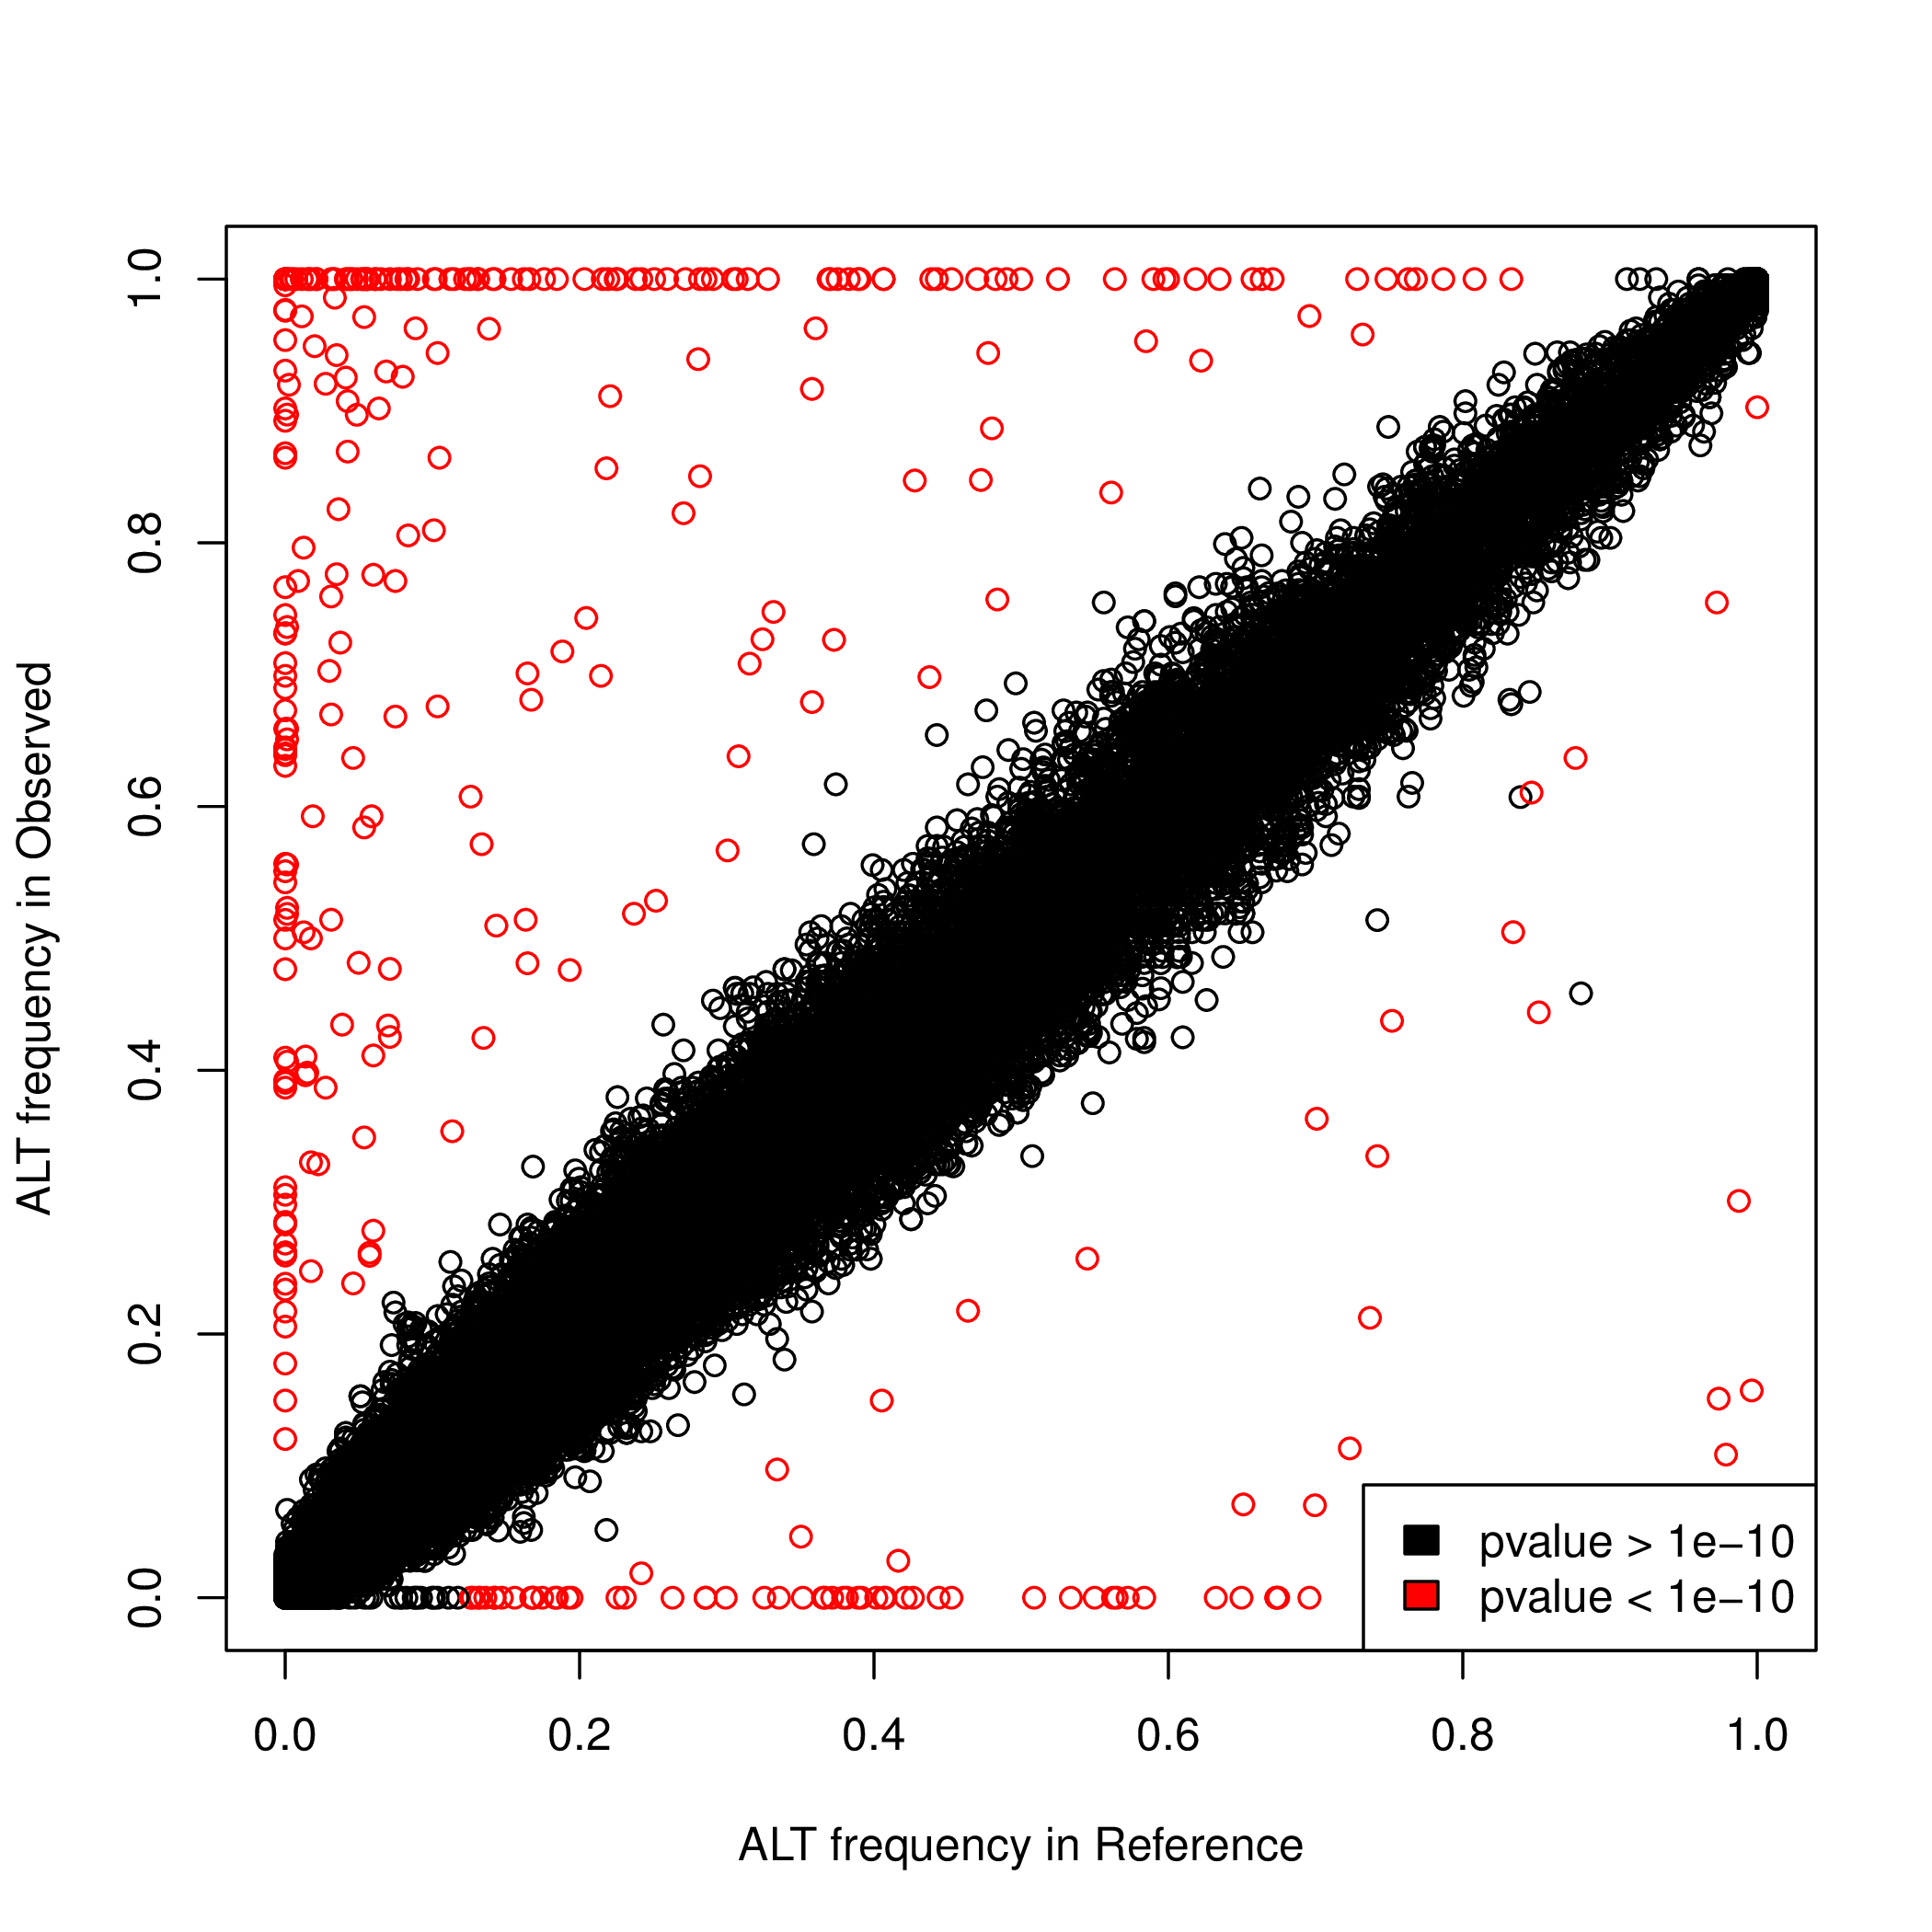 1.0
0.8
0.6
0.4
0.2
0.0
ALT frequency in Observed
pvalue > 1e−10
pvalue < 1e−10
0.0 0.2 0.4 0.6 0.8 1.0
ALT frequency in Reference